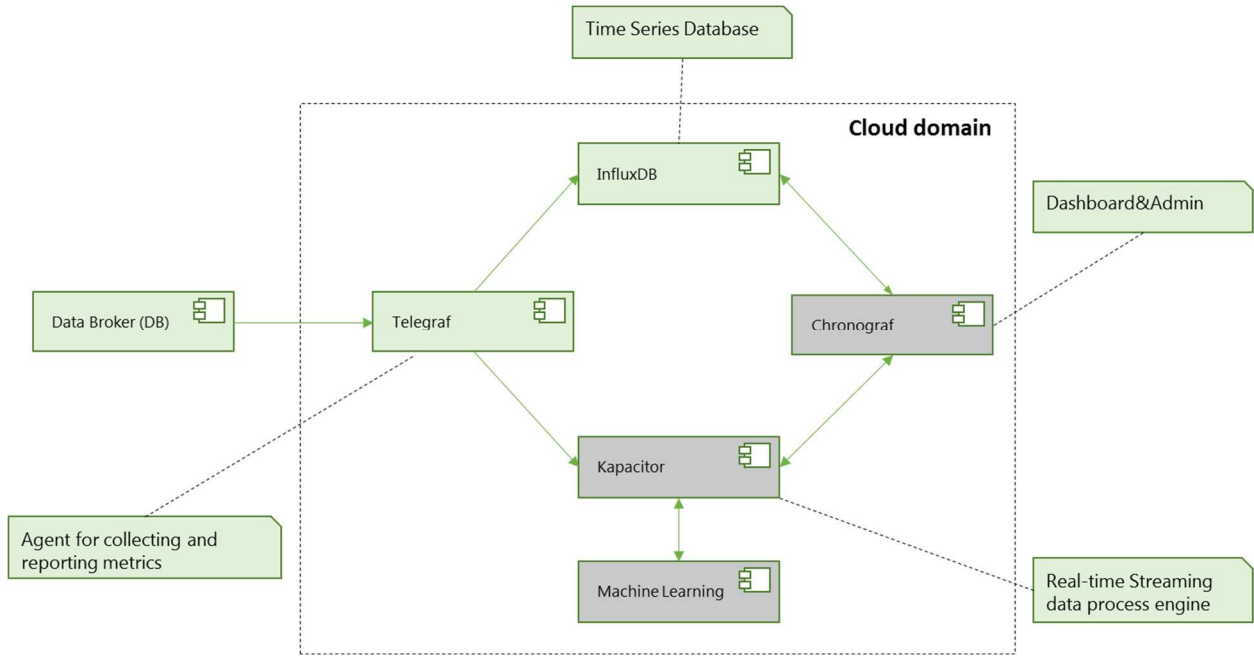 Time Series Database
Cloud domain
InfluxDB
Dashboard&Admin
Data Broker (DB)
Telegraf
Chronograf
Kapacitor
Agent for collecting and
reporting metrics
Machine Learning
Real-time Streaming
data process engine